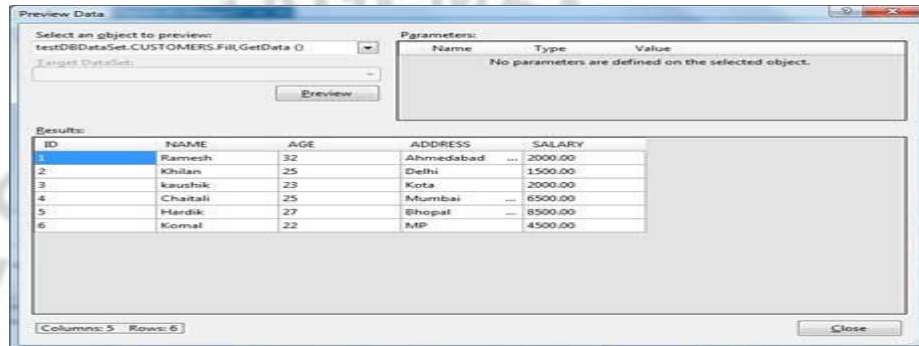 Preview Data
Select an object to preview:
testDBDataSet.CUSTOMERS.Fill,GetData ()
Target DataSet:
Preview
Parameters:
Name Type Value
No parameters are defined on the selected object.
Results:
ID NAME AGE ADDRESS SALARY
1 Ramesh 32 Ahmedabad ... 2000.00
2 Khilan 25 Delhi 1500.00
3 kaushik 23 Kota 2000.00
4 Chaitali 25 Mumbai ... 6500.00
5 Hardik 27 Bhopal ... 8500.00
6 Komal 22 MP 4500.00
Columns: 5 Rows: 6
Close